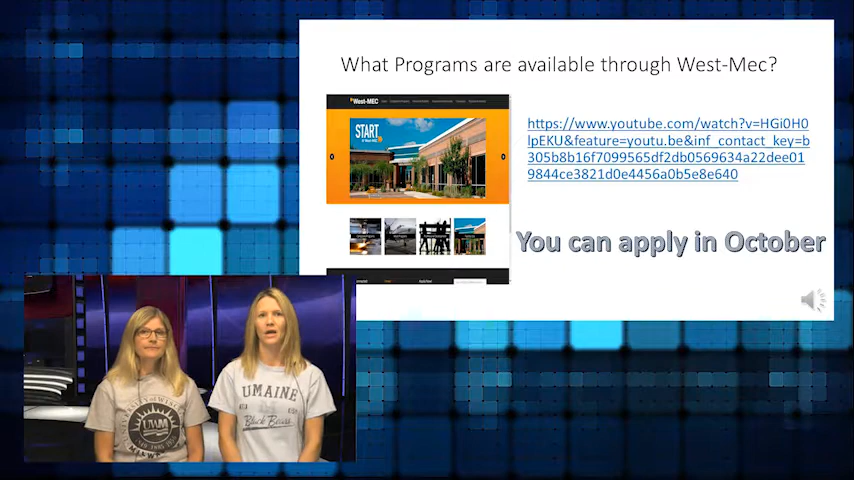 What Programs are available through West-Mec?
West-MEC
START
https://www.youtube.com/watch?v=HGi0H0
lpEKU&feature=youtu.be&inf_contact_key=b
305b8b16f7099565df2db0569634a22dee01
9844ce3821d0e4456a0b5e8e640
You can apply in October
UMAINE
Black Bears
UWM